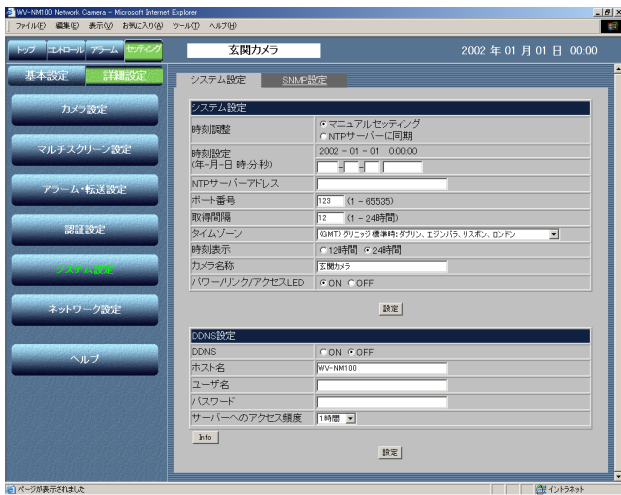 WV-NM100 Network Camera - Microsoft Internet Explorer
ファイル(F) 編集(E) 表示(V) お気に入り(A) ツール(T) ヘルプ(H)
トップ コントロール アラーム セッティング 玄関カメラ 2002 年 01 月 01 日 00:00
基本設定 詳細設定
システム設定 SNMP設定
カメラ設定
マルチスクリーン設定
アラーム・転送設定
認証設定
システム設定
ネットワーク設定
ヘルプ
システム設定
時刻調整 マニュアルセッティング
NTPサーバーに同期
時刻設定 2002 - 01 - 01 0:00:00
(年-月-日 時:分:秒) - -
NTPサーバーアドレス
ポート番号 123 (1 - 65535)
取得間隔 12 (1 - 24時間)
タイムゾーン (GMT) グリニッジ標準時: ダブリン、エジンバラ、リスボン、ロンドン
時刻表示 12時間 24時間
カメラ名称 玄関カメラ
パワー/リンク/アクセスLED ON OFF
設定
DDNS設定
DDNS ON OFF
ホスト名 WV-NM100
ユーザ名
パスワード
サーバーへのアクセス頻度 1時間
Info
設定
ページが表示されました イントラネット